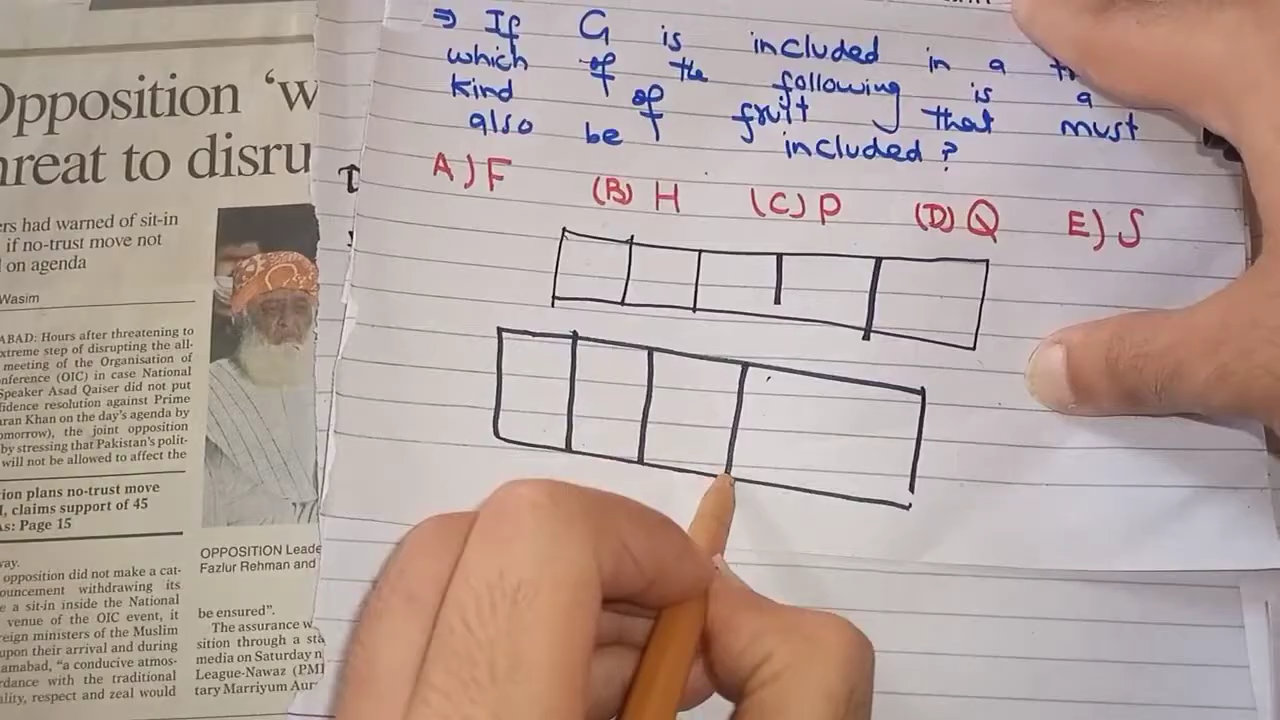 Opposition 'w
hreat to disru
ers had warned of sit-in
if no-trust move not
on agenda
Wasim
ABAD: Hours after threatening to
xtreme step of disrupting the all-
meeting of the Organisation of
nference (OIC) in case National
Speaker Asad Qaiser did not put
fidence resolution against Prime
ran Khan on the day's agenda by
omorrow), the joint opposition
by stressing that Pakistan's polit-
will not be allowed to affect the
ion plans no-trust move
, claims support of 45
As: Page 15
way.
opposition did not make a cat-
ouncement withdrawing its
e a sit-in inside the National
venue of the OIC event, it
reign ministers of the Muslim
upon their arrival and during
amabad, "a conducive atmos-
rdance with the traditional
ality, respect and zeal would
OPPOSITION Leade
Fazlur Rehman and
be ensured".
The assurance w
sition through a sta
media on Saturday n
League-Nawaz (PM
tary Marriyum Aur
⇒ If G is included in a
which of the following is a
kind of fruit that must
also be included?
A) F (B) H (C) P (D) Q E) S